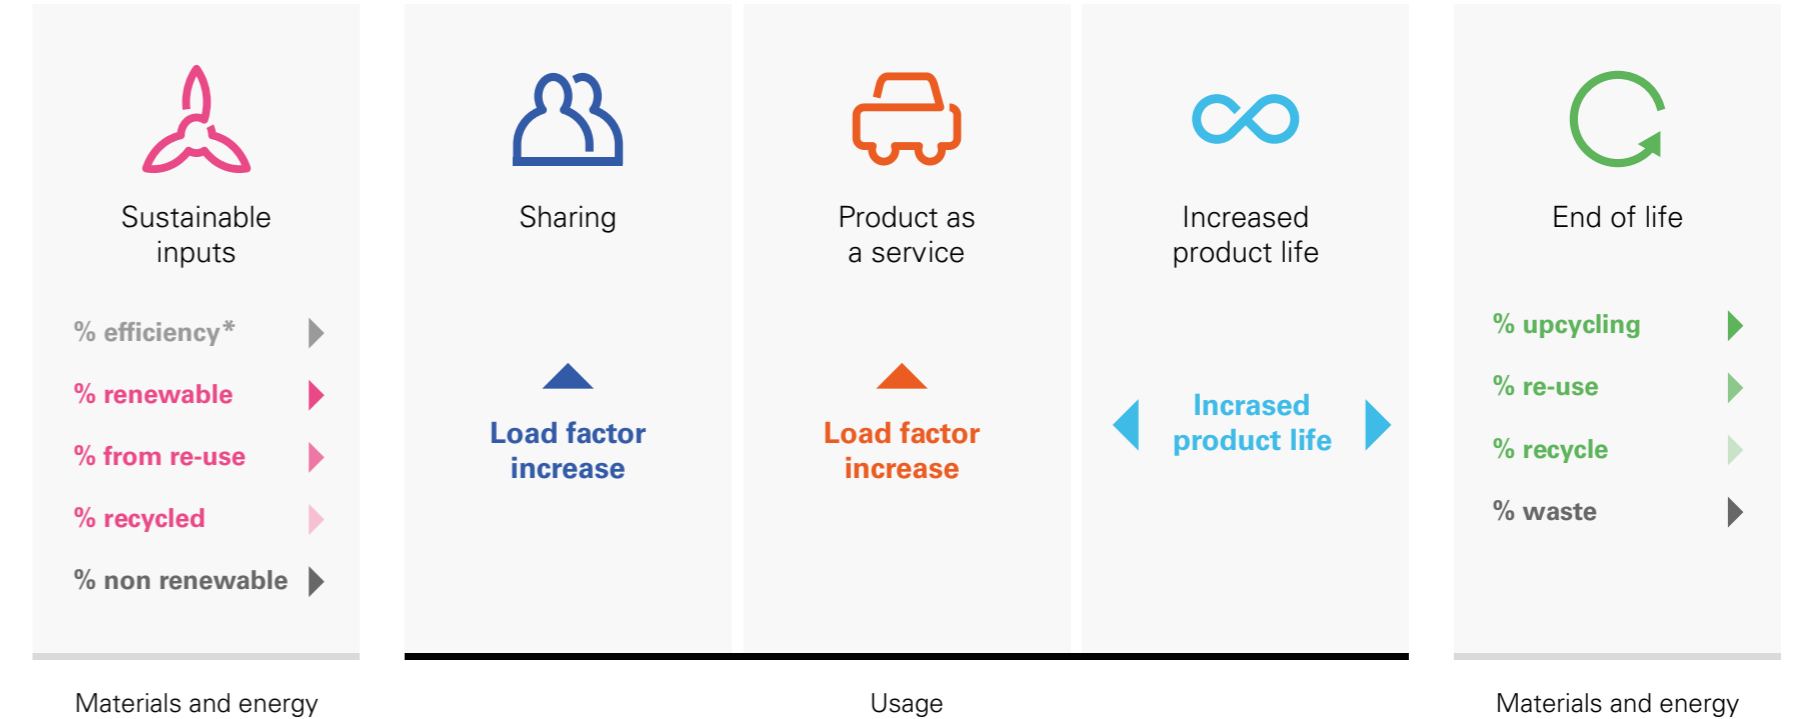 Sustainable
inputs
% efficiency*
% renewable
% from re-use
% recycled
% non renewable
Materials and energy
Sharing
Load factor
increase
Product as
a service
Load factor
increase
Increased
product life
Incrased
product life
Usage
End of life
% upcycling
% re-use
% recycle
% waste
Materials and energy